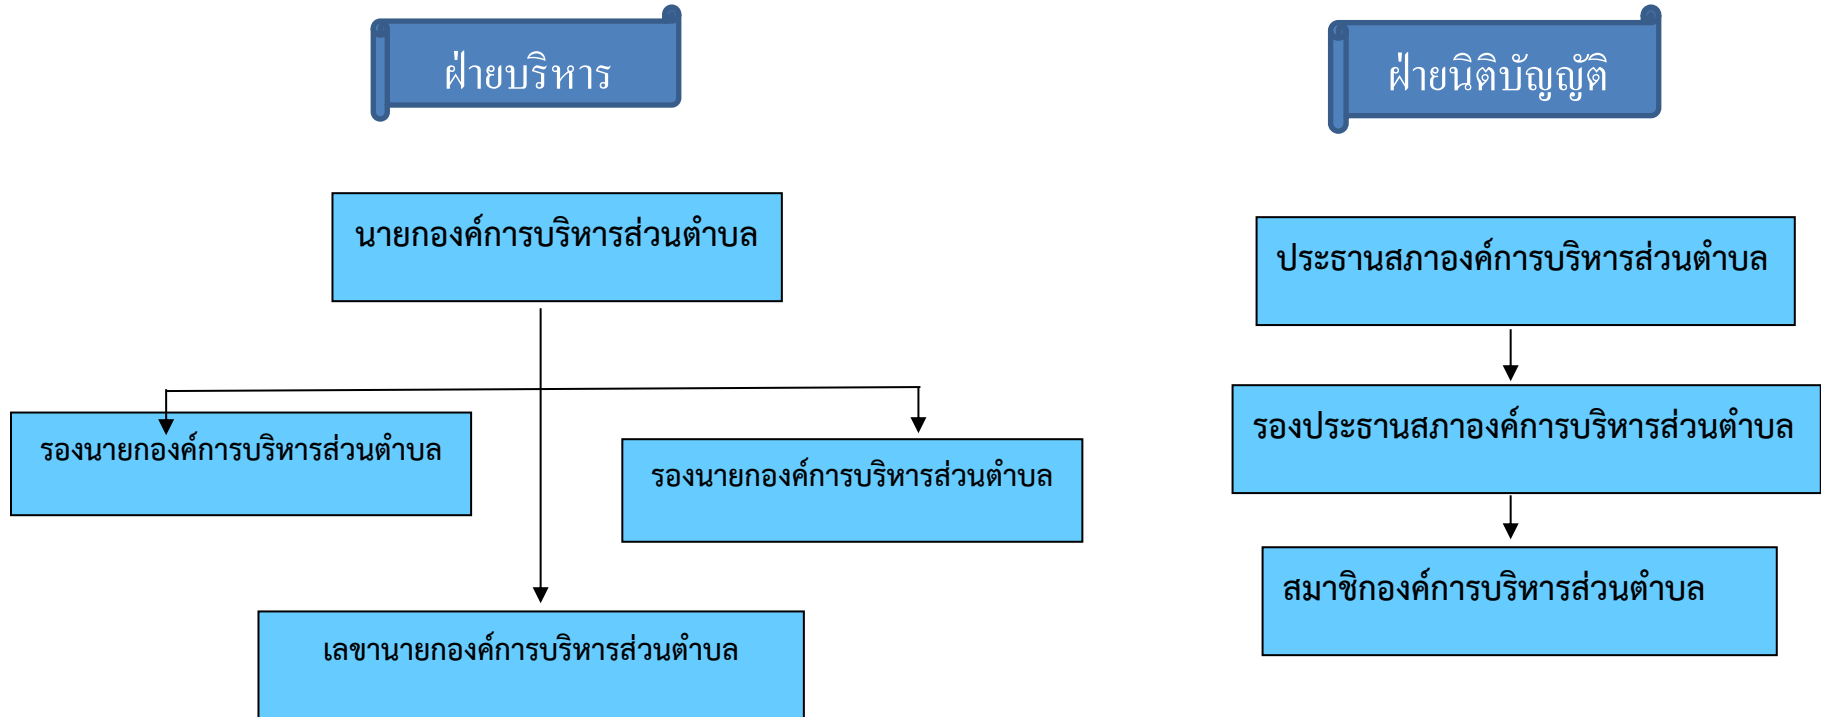 ฝ่ายบริหาร
ฝ่ายนิติบัญญัติ
นายกองค์การบริหารส่วนตำบล
ประธานสภาองค์การบริหารส่วนตำบล
รองนายกองค์การบริหารส่วนตำบล
รองนายกองค์การบริหารส่วนตำบล
รองประธานสภาองค์การบริหารส่วนตำบล
สมาชิกองค์การบริหารส่วนตำบล
เลขานายกองค์การบริหารส่วนตำบล